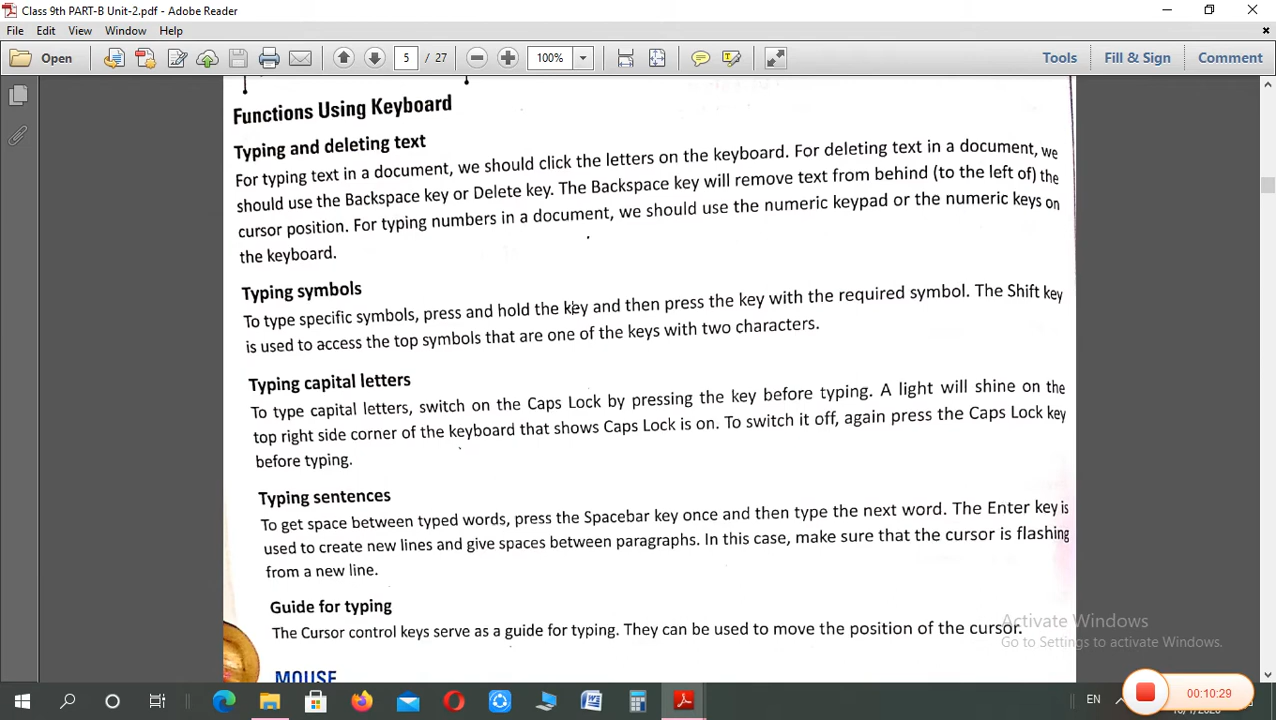 Class 9th PART-B Unit-2.pdf - Adobe Reader
File Edit View Window Help
Open 5 / 27 100% Tools Fill & Sign Comment
Functions Using Keyboard
Typing and deleting text
For typing text in a document, we should click the letters on the keyboard. For deleting text in a document, we
should use the Backspace key or Delete key. The Backspace key will remove text from behind (to the left of) the
cursor position. For typing numbers in a document, we should use the numeric keypad or the numeric keys on
the keyboard.
Typing symbols
To type specific symbols, press and hold the key and then press the key with the required symbol. The Shift key
is used to access the top symbols that are one of the keys with two characters.
Typing capital letters
To type capital letters, switch on the Caps Lock by pressing the key before typing. A light will shine on the
top right side corner of the keyboard that shows Caps Lock is on. To switch it off, again press the Caps Lock key
before typing.
Typing sentences
To get space between typed words, press the Spacebar key once and then type the next word. The Enter key is
used to create new lines and give spaces between paragraphs. In this case, make sure that the cursor is flashing
from a new line.
Guide for typing
The Cursor control keys serve as a guide for typing. They can be used to move the position of the cursor.
Activate Windows
Go to Settings to activate Windows.
MOUSE
EN
00:10:29